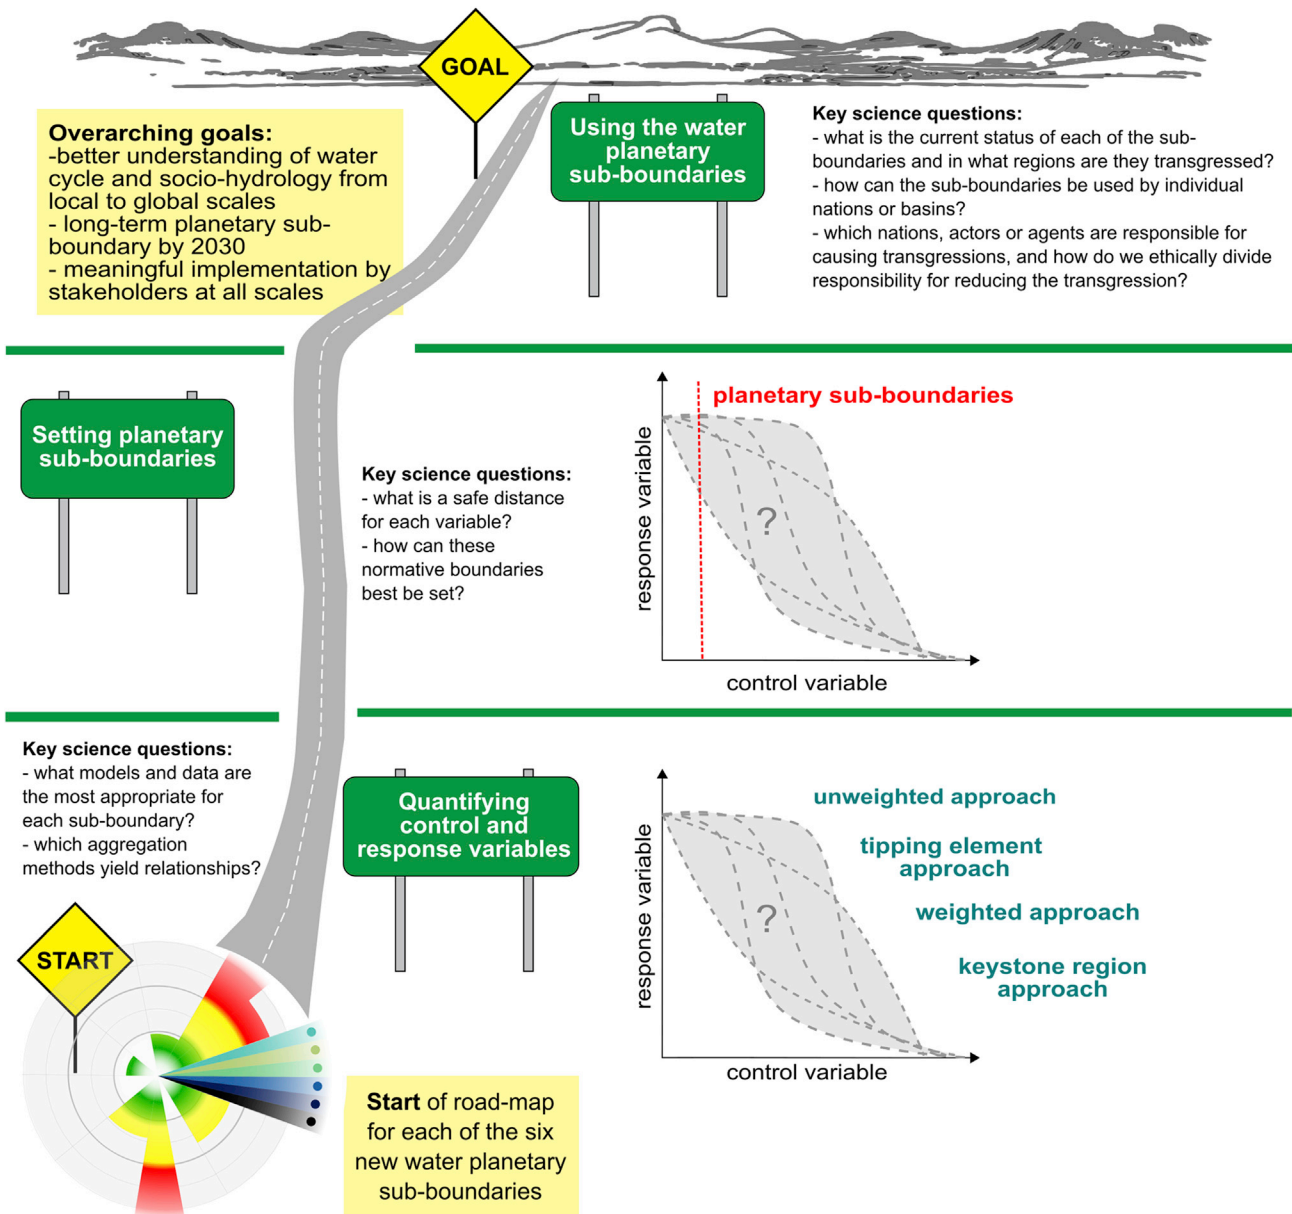 GOAL
Overarching goals:
-better understanding of water
cycle and socio-hydrology from
local to global scales
- long-term planetary sub-
boundary by 2030
- meaningful implementation by
stakeholders at all scales
Using the water
planetary
sub-boundaries
Key science questions:
- what is the current status of each of the sub-
boundaries and in what regions are they transgressed?
- how can the sub-boundaries be used by individual
nations or basins?
- which nations, actors or agents are responsible for
causing transgressions, and how do we ethically divide
responsibility for reducing the transgression?
Setting planetary
sub-boundaries
Key science questions:
- what is a safe distance
for each variable?
- how can these
normative boundaries
best be set?
planetary sub-boundaries
response variable
?
control variable
Key science questions:
- what models and data are
the most appropriate for
each sub-boundary?
- which aggregation
methods yield relationships?
Quantifying
control and
response variables
unweighted approach
tipping element
approach
weighted approach
keystone region
approach
response variable
?
control variable
START
Start of road-map
for each of the six
new water planetary
sub-boundaries